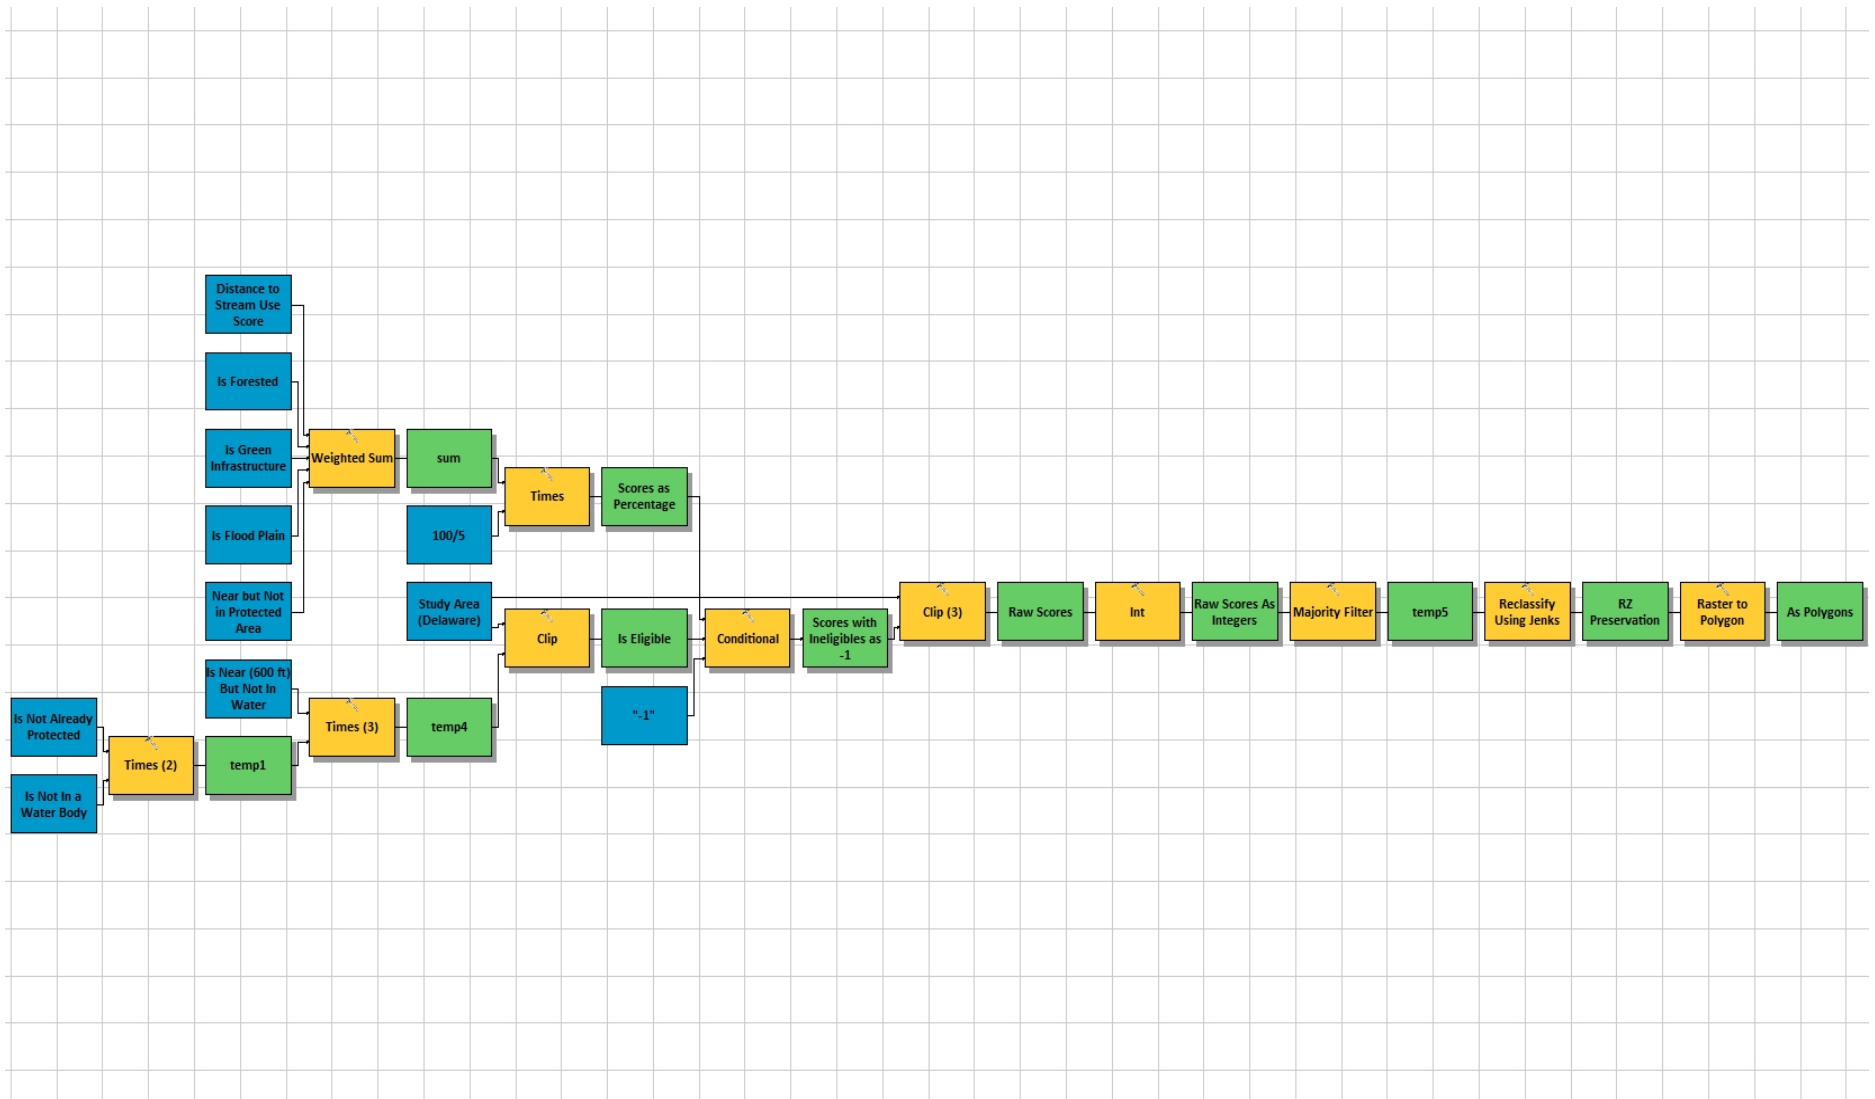 Distance to
Stream Use
Score
Is Forested
Is Green
Infrastructure
Weighted Sum
sum
Is Flood Plain
100/5
Times
Scores as
Percentage
Near but Not
in Protected
Area
Study Area
(Delaware)
Clip
Is Eligible
Conditional
Scores with
Ineligibles as
-1
Clip (3)
Raw Scores
Int
Raw Scores As
Integers
Majority Filter
temp5
Reclassify
Using Jenks
RZ
Preservation
Raster to
Polygon
As Polygons
Is Near (600 ft)
But Not In
Water
"-1"
Is Not Already
Protected
Times (3)
temp4
Times (2)
temp1
Is Not In a
Water Body